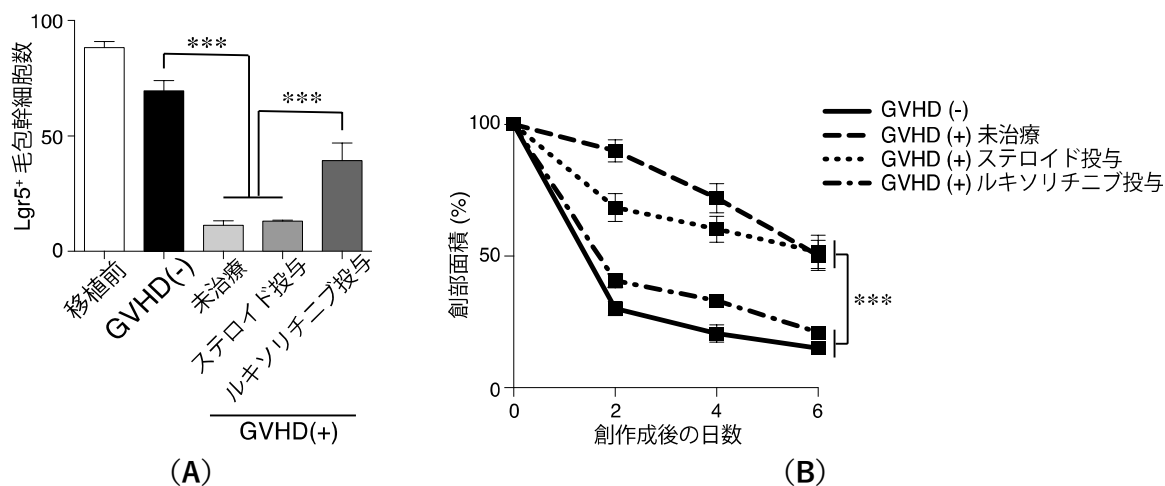 100
50
0
Lgr5⁺ 毛包幹細胞数
***
***
移植前
GVHD(-)
未治療
ステロイド投与
ルキソリチニブ投与
GVHD(+)
(A)
GVHD (-)
GVHD (+) 未治療
GVHD (+) ステロイド投与
GVHD (+) ルキソリチニブ投与
100
50
0
創部面積 (%)
***
0 2 4 6
創作成後の日数
(B)